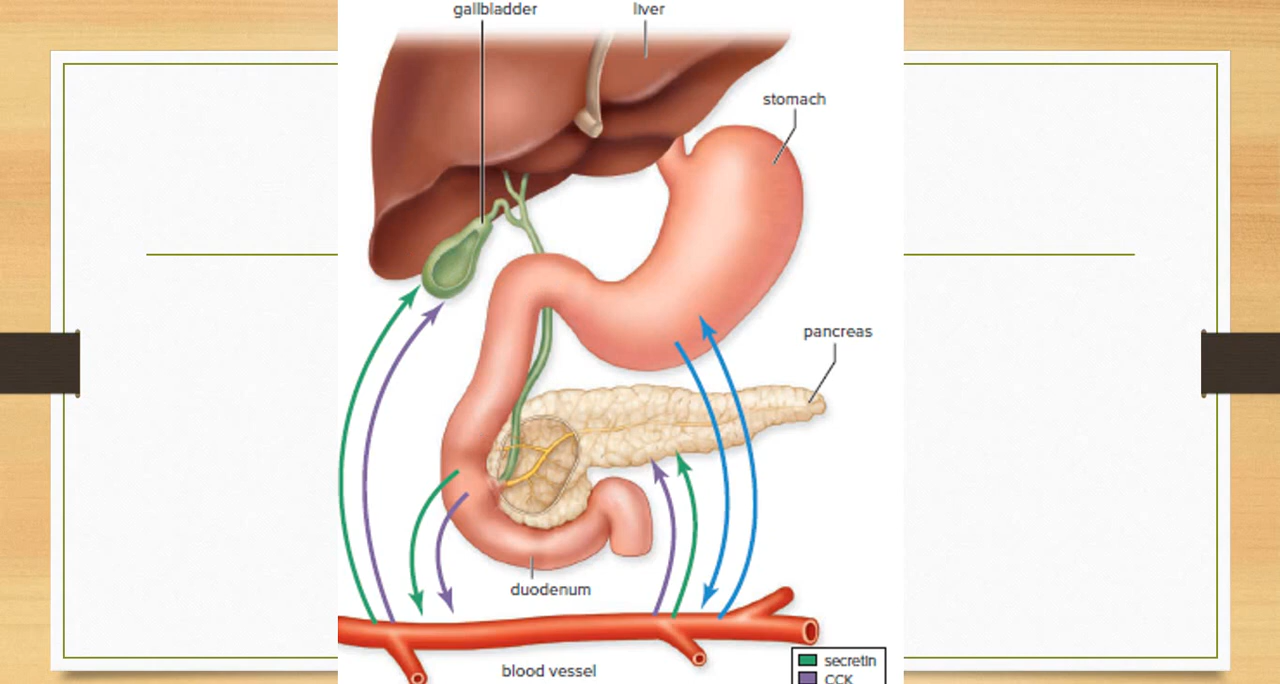 gallbladder
liver
stomach
pancreas
duodenum
blood vessel
secretin
CCK